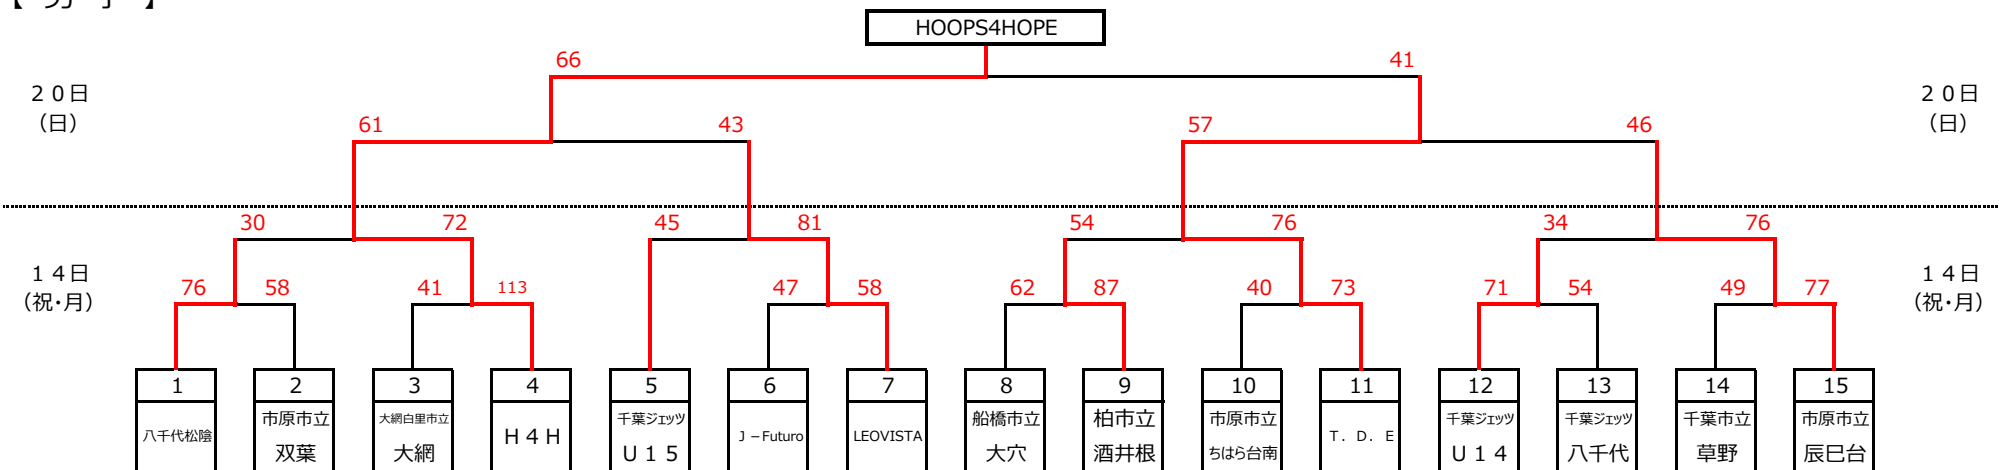 【 男 子 】
HOOPS4HOPE
66 41
２０日 ２０日
（日） （日）
61 43 57 46
30 72 45 81 54 76 34 76
１４日 １４日
（祝・月） （祝・月）
76 58 41 113 47 58 62 87 40 73 71 54 49 77
1 2 3 4 5 6 7 8 9 10 11 12 13 14 15
八千代松陰
市原市立
双葉
大網白里市立
大網
Ｈ４Ｈ
千葉ジェッツ
Ｕ１５
Ｊ－Futuro
LEOVISTA
船橋市立
大穴
柏市立
酒井根
市原市立
ちはら台南
Ｔ．Ｄ．Ｅ
千葉ジェッツ
Ｕ１４
千葉ジェッツ
八千代
千葉市立
草野
市原市立
辰巳台